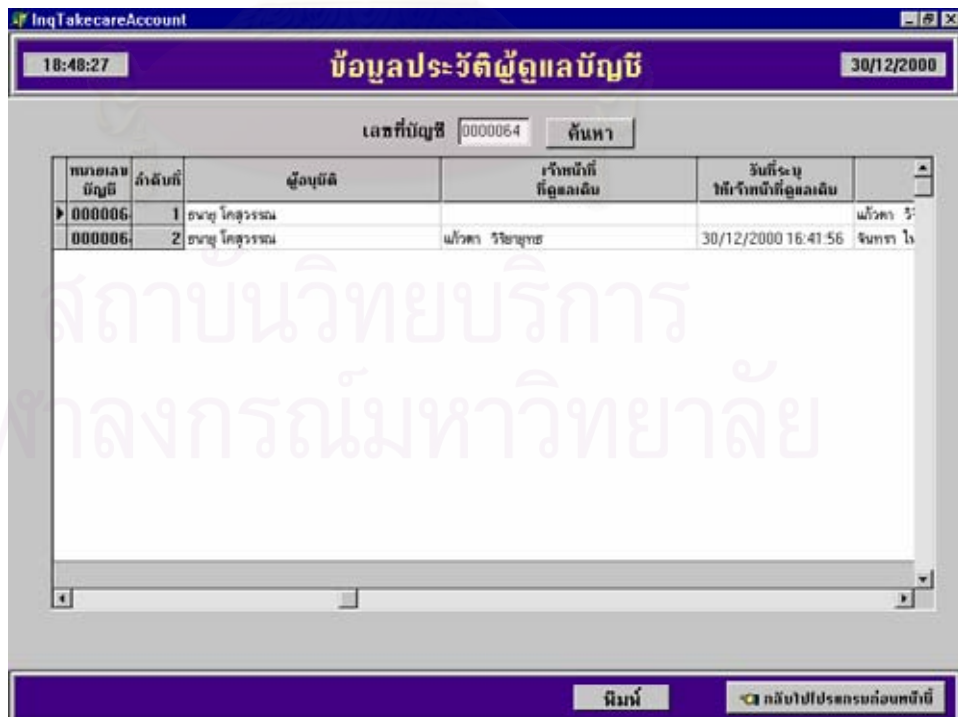 InqTakecareAccount
18:48:27 ข้อมูลประวัติผู้ดูแลบัญชี 30/12/2000
เลขที่บัญชี 0000064 ค้นหา
หมายเลขบัญชี ลำดับที่ ผู้อนุมัติ เจ้าหน้าที่ที่ดูแลเดิม วันที่ระบุให้เจ้าหน้าที่ดูแลเดิม
000006 1 ธนายุ โคสุวรรณ แก้วตา
000006 2 ธนายุ โคสุวรรณ แก้วตา วิริยายุทธ 30/12/2000 16:41:56 จันทรา
สถาบันวิทยบริการ
จุฬาลงกรณ์มหาวิทยาลัย
พิมพ์ กลับไปโปรแกรมก่อนหน้านี้